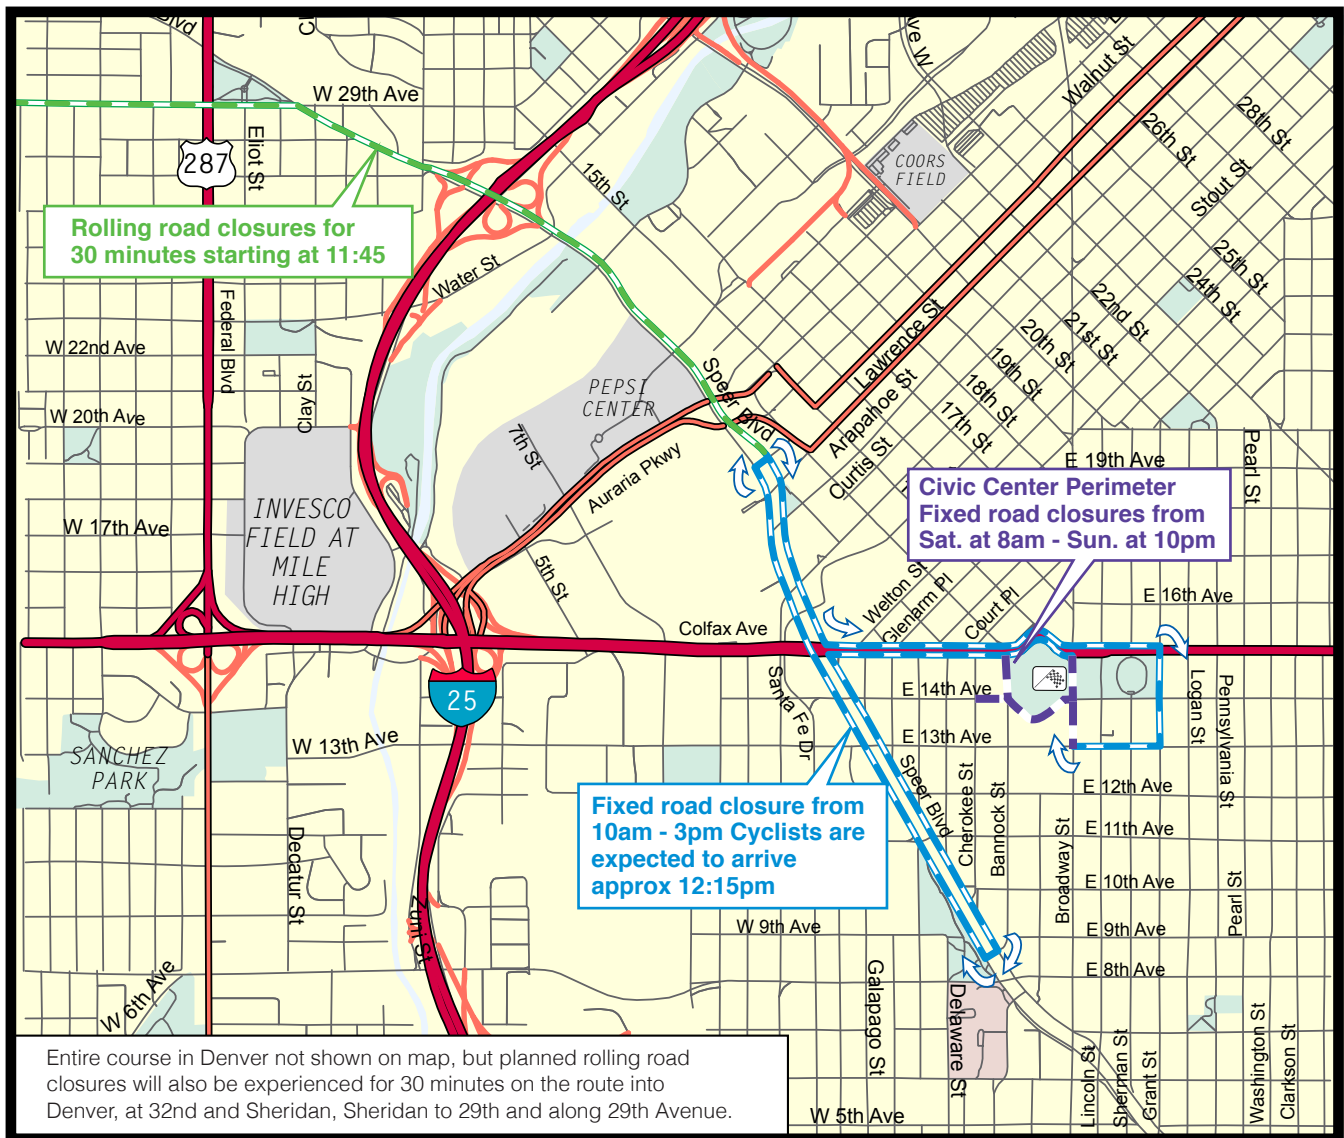 Blvd
Cl
Ave W
Walnut St
W 29th Ave
28th St
26th St
287
Eliot St
COORS
FIELD
15th St
Stout St
Rolling road closures for
30 minutes starting at 11:45
Water St
25th St
24th St
Federal Blvd
22nd St
21st St
20th St
Lawrence St
19th St
W 22nd Ave
Clay St
PEPSI
CENTER
Speer Blvd
Arapahoe St
18th St
17th St
W 20th Ave
7th St
Curtis St
Auraria Pkwy
E 19th Ave
Pearl St
Civic Center Perimeter
Fixed road closures from
Sat. at 8am - Sun. at 10pm
INVESCO
FIELD AT
MILE
HIGH
W 17th Ave
5th St
Welton St
Glenarm Pl
Court Pl
E 16th Ave
Colfax Ave
25
Santa Fe Dr
E 14th Ave
Logan St
Pennsylvania St
SANCHEZ
PARK
W 13th Ave
E 13th Ave
Speer Blvd
Cherokee St
Bannock St
E 12th Ave
Fixed road closure from
10am - 3pm Cyclists are
expected to arrive
approx 12:15pm
Decatur St
Broadway St
E 11th Ave
E 10th Ave
Pearl St
Zuni St
W 9th Ave
E 9th Ave
E 8th Ave
W 6th Ave
Galapago St
Delaware St
Lincoln St
Sherman St
Grant St
Washington St
Clarkson St
W 5th Ave
Entire course in Denver not shown on map, but planned rolling road
closures will also be experienced for 30 minutes on the route into
Denver, at 32nd and Sheridan, Sheridan to 29th and along 29th Avenue.